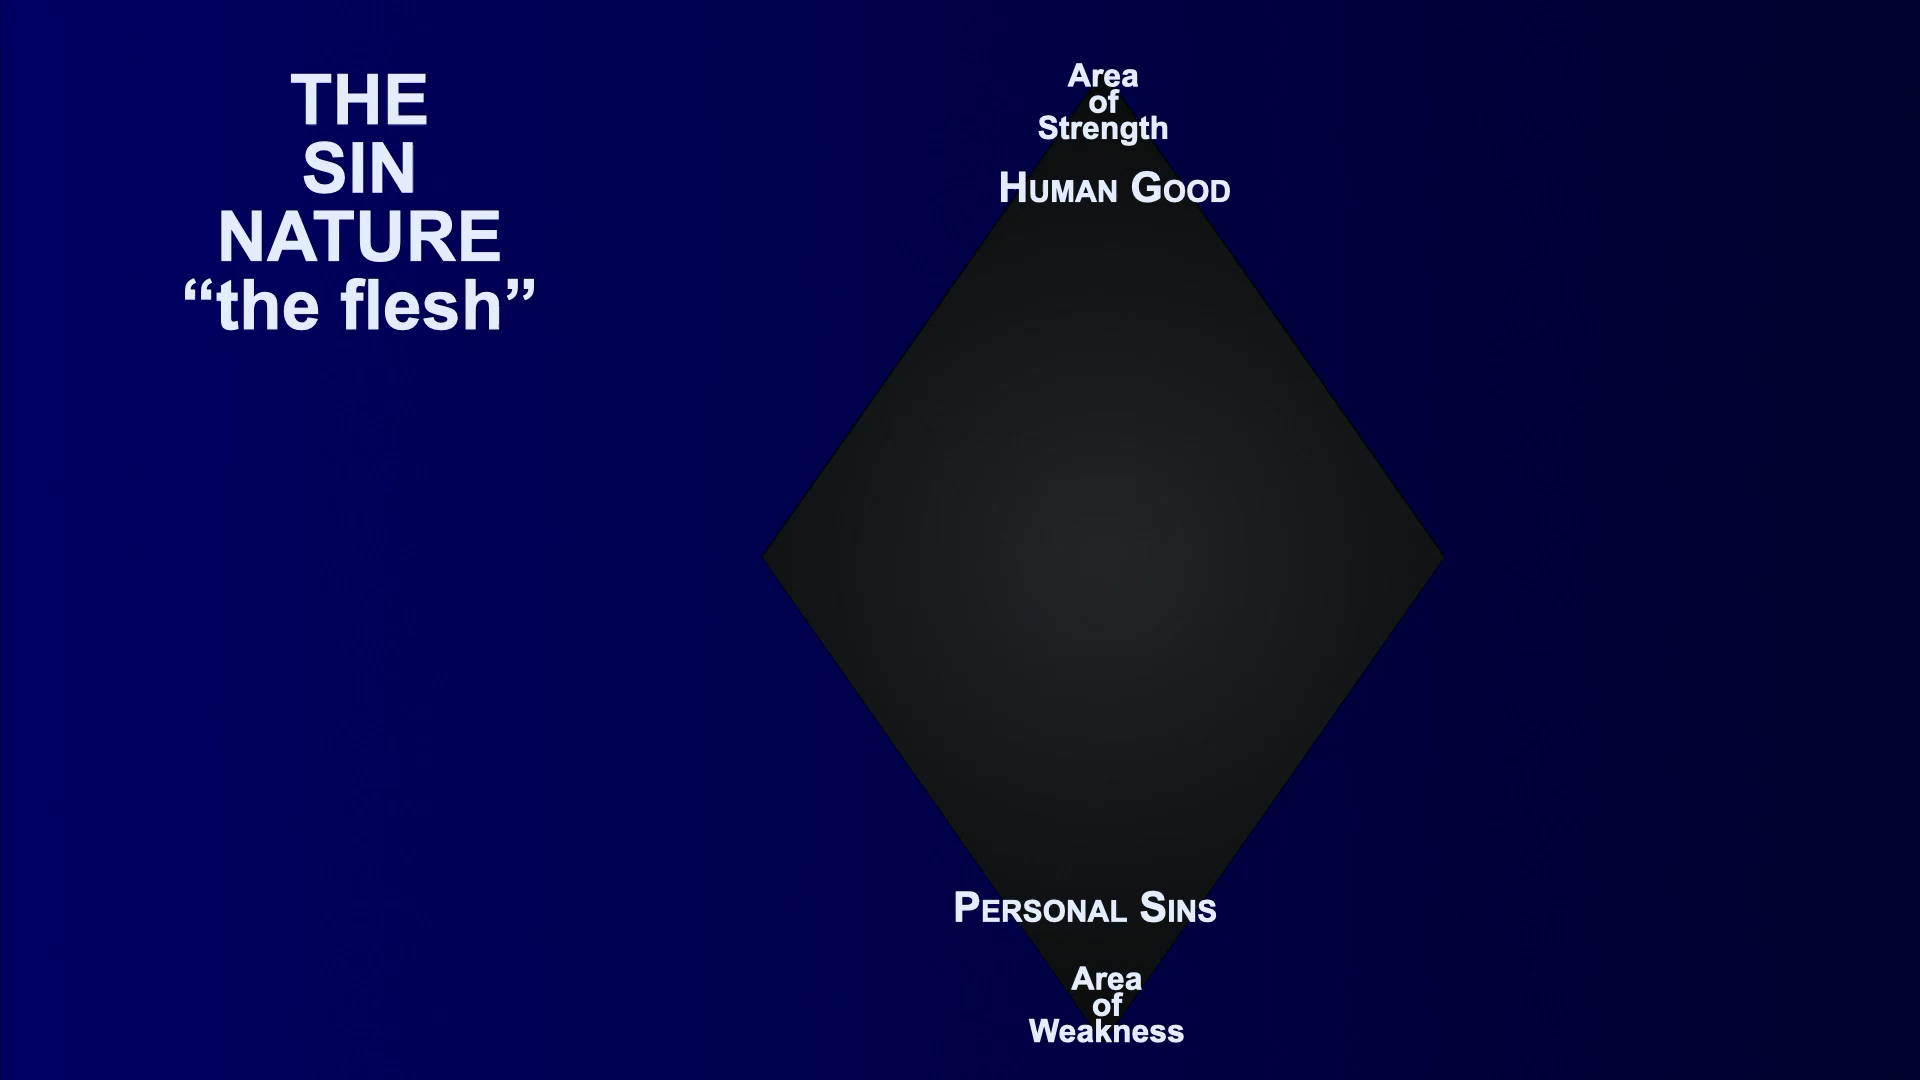 THE
SIN
NATURE
“the flesh”
Area
of
Strength
Human Good
Personal Sins
Area
of
Weakness